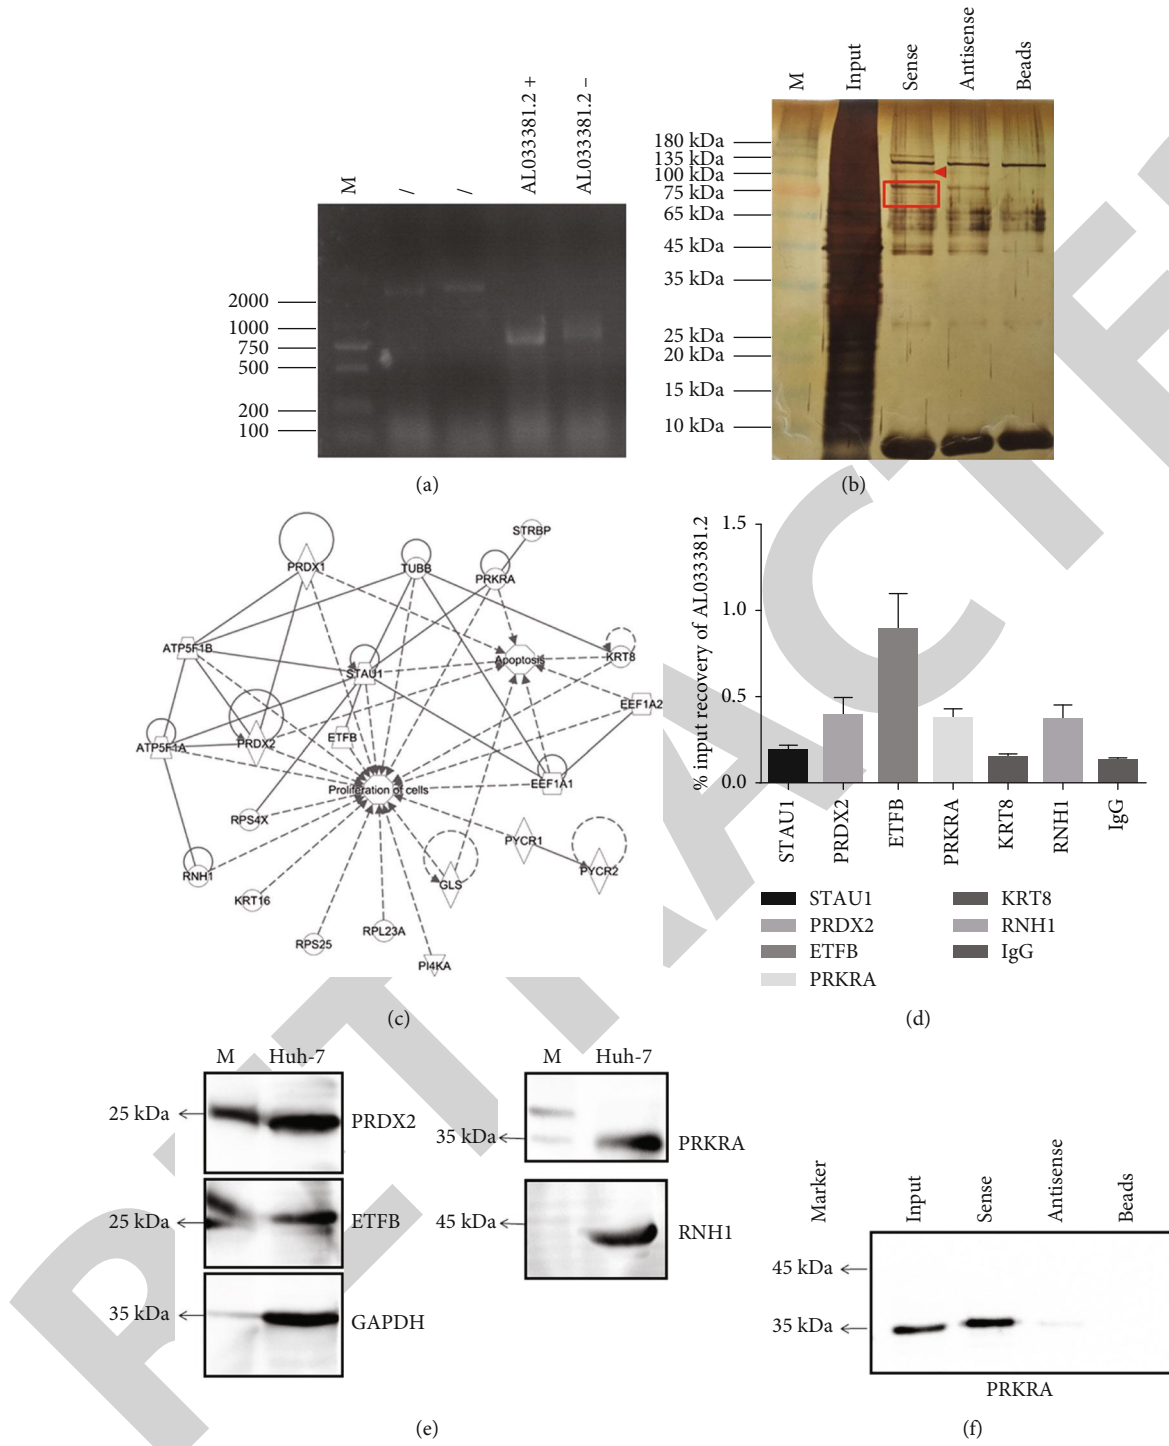 M
/
/
AL033381.2 +
AL033381.2 –
2000
1000
750
500
200
100
(a)
M
Input
Sense
Antisense
Beads
180 kDa
135 kDa
100 kDa
75 kDa
65 kDa
45 kDa
35 kDa
25 kDa
20 kDa
15 kDa
10 kDa
(b)
STRBP
PRDX1
TUBB
PRKRA
ATP5F1B
STAU1
Apoptosis
KRT8
EEF1A2
ATP5F1A
PRDX2
ETFB
Proliferation of cells
EEF1A1
RPS4X
PYCR1
PYCR2
RNH1
GLS
KRT16
RPS25
RPL23A
PI4KA
(c)
% input recovery of AL033381.2
1.5
1.0
0.5
0.0
STAU1
PRDX2
ETFB
PRKRA
KRT8
RNH1
IgG
STAU1
PRDX2
ETFB
PRKRA
KRT8
RNH1
IgG
(d)
M Huh-7
25 kDa
PRDX2
25 kDa
ETFB
35 kDa
GAPDH
M Huh-7
35 kDa
PRKRA
45 kDa
RNH1
(e)
Marker
Input
Sense
Antisense
Beads
45 kDa
35 kDa
PRKRA
(f)
RETRACTED